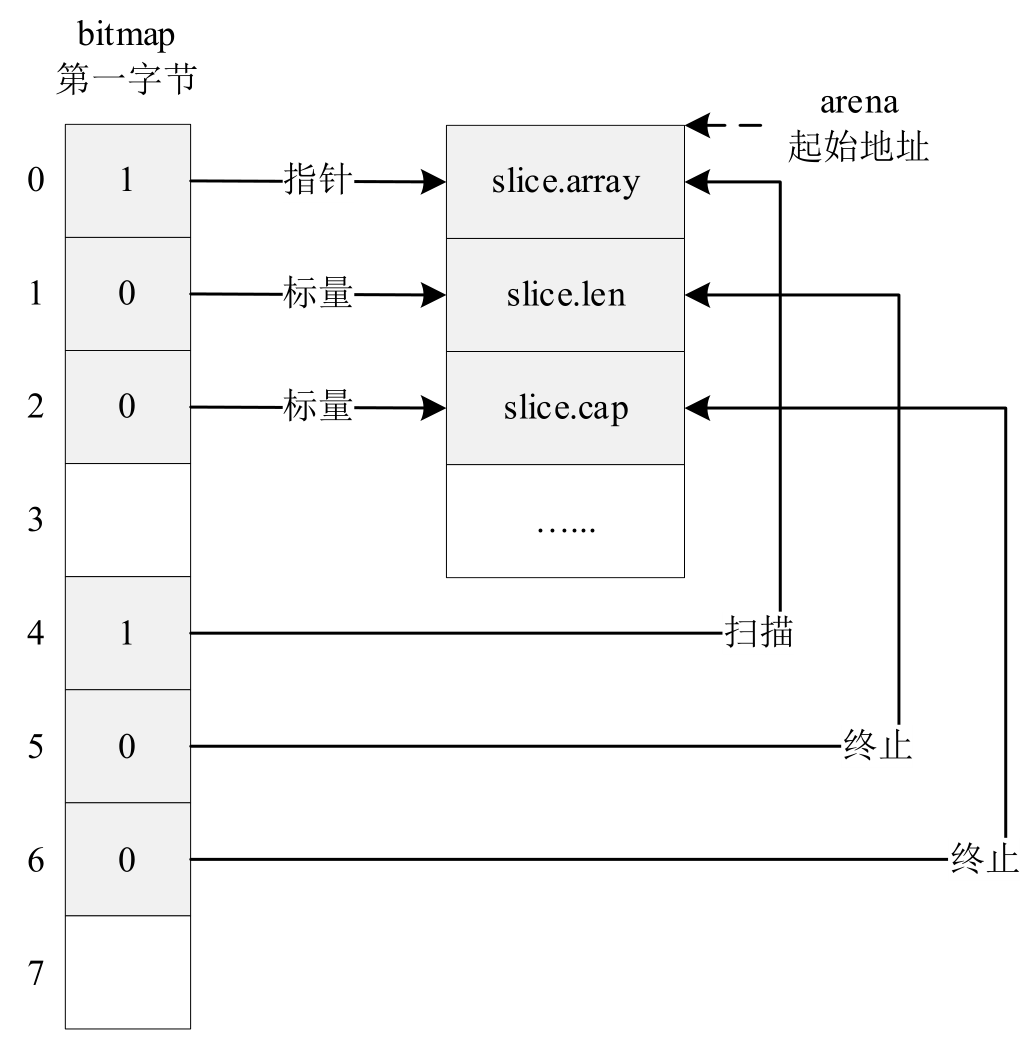 bitmap
第一字节
arena
起始地址
0
1
指针
slice.array
1
0
标量
slice.len
2
0
标量
slice.cap
3
…...
4
1
扫描
5
0
终止
6
0
终止
7